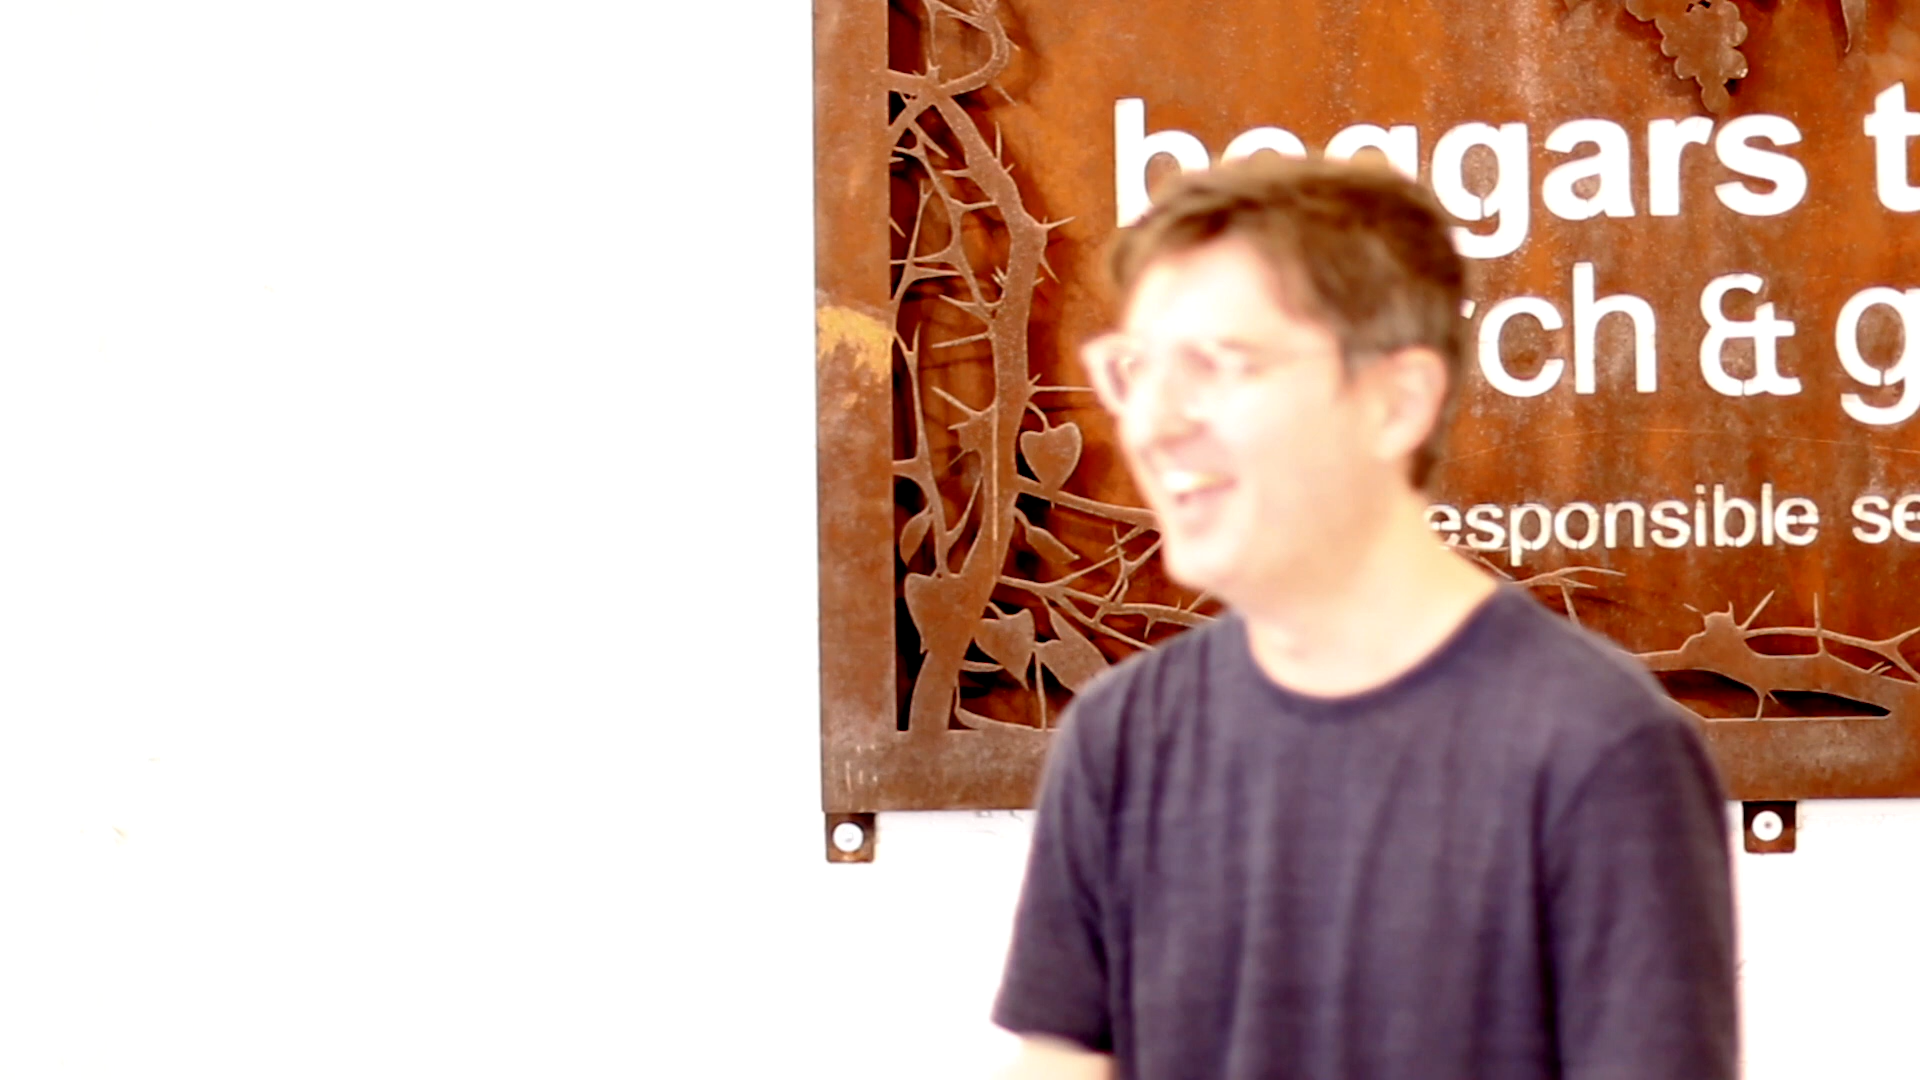 beggars t
rch & g
esponsible se